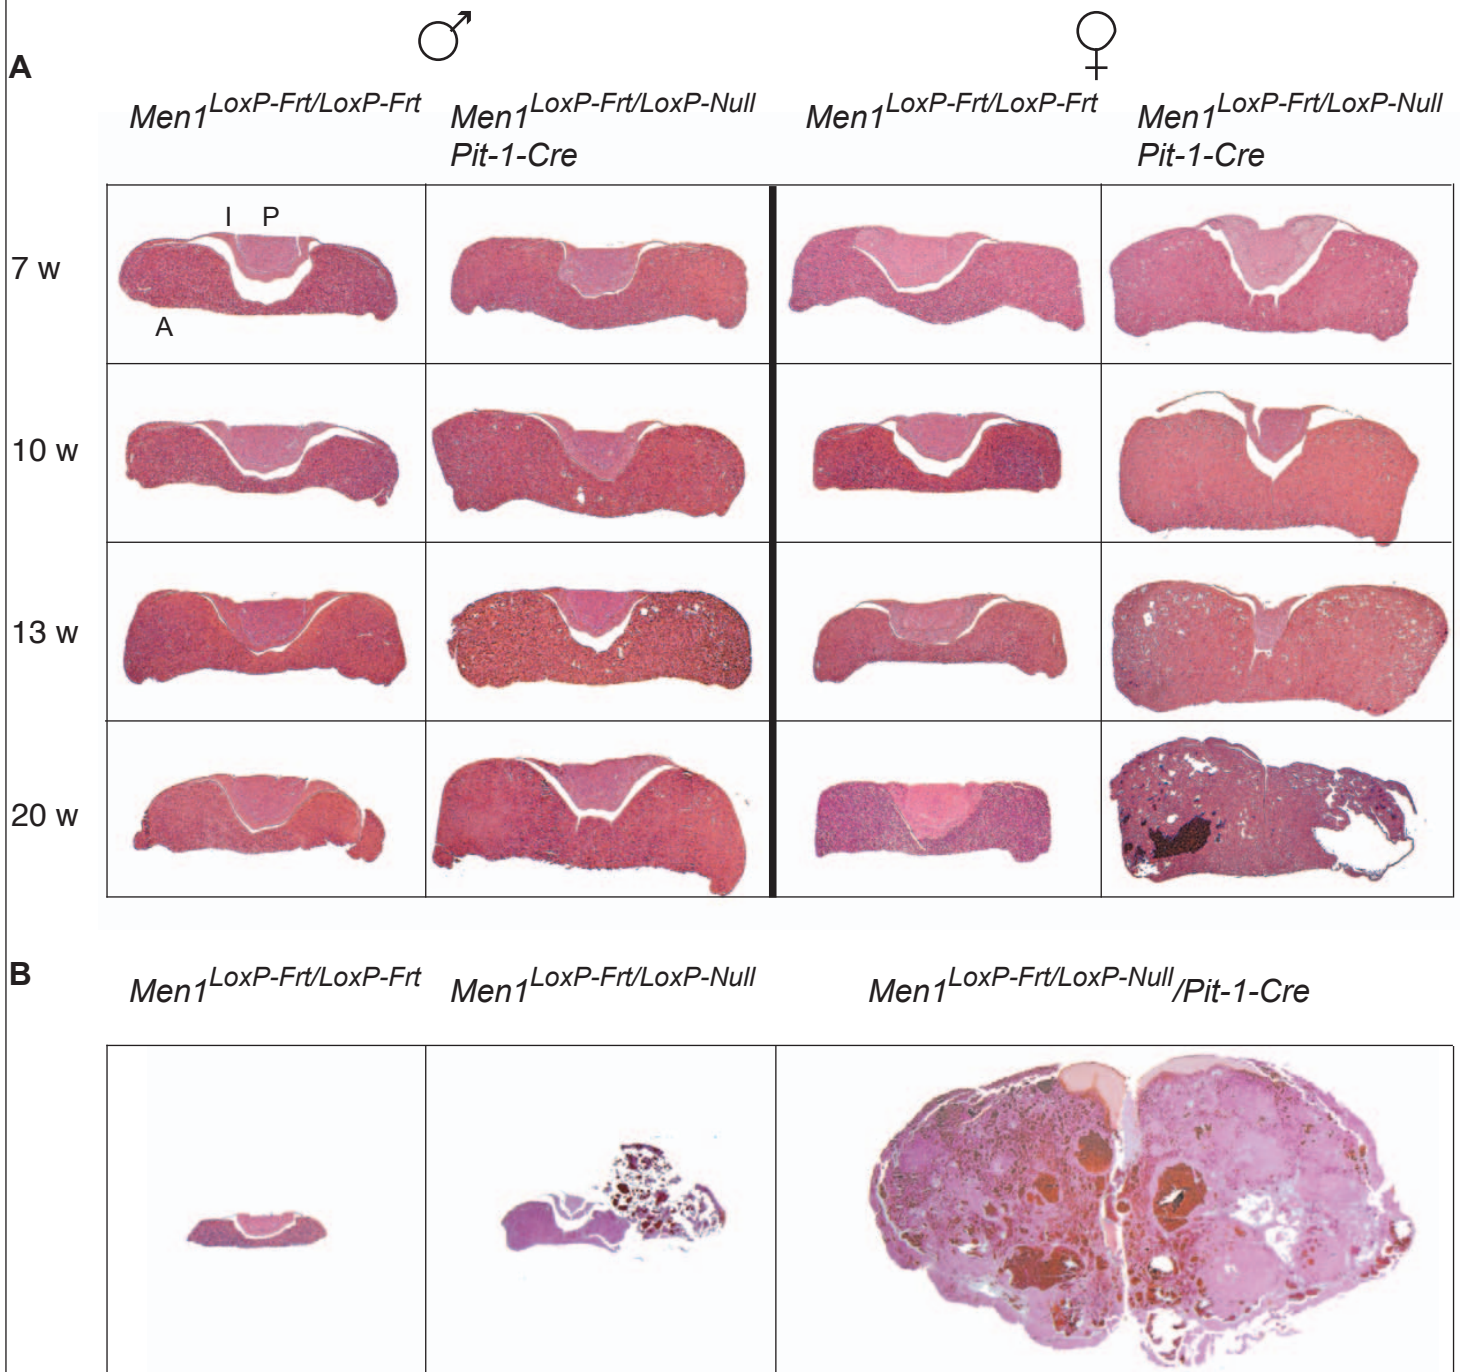 ♂ ♀
A
Men1LoxP-Frt/LoxP-Frt Men1LoxP-Frt/LoxP-Null Men1LoxP-Frt/LoxP-Frt Men1LoxP-Frt/LoxP-Null
Pit-1-Cre Pit-1-Cre
I P
7 w
A
10 w
13 w
20 w
B
Men1LoxP-Frt/LoxP-Frt Men1LoxP-Frt/LoxP-Null Men1LoxP-Frt/LoxP-Null/Pit-1-Cre